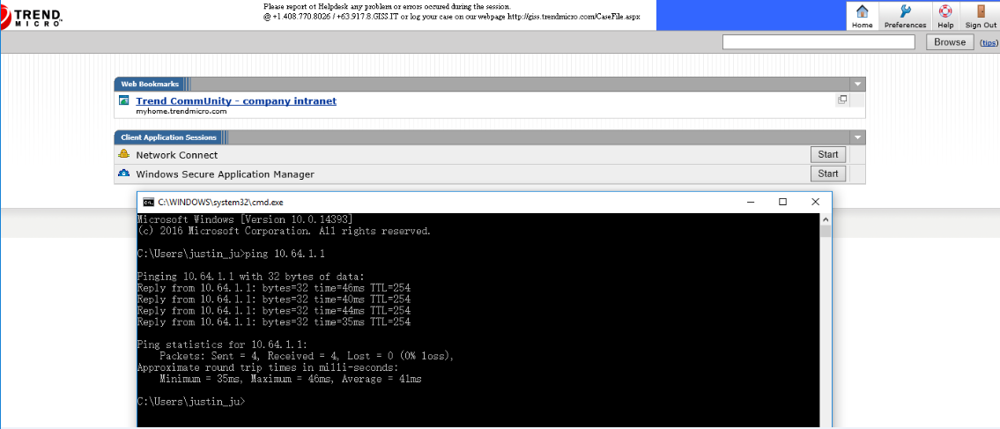 TREND
MICRO
Please report ot Helpdesk any problem or errors occured during the session.
@ +1.408.770.8026 / +63.917.8.GISS.IT or log your case on our webpage http://giss.trendmicro.com/CaseFile.aspx
Home Preferences Help Sign Out
Browse (tips)
Web Bookmarks
Trend CommUnity - company intranet
myhome.trendmicro.com
Client Application Sessions
Network Connect Start
Windows Secure Application Manager Start
C:\WINDOWS\system32\cmd.exe
Microsoft Windows [Version 10.0.14393]
(c) 2016 Microsoft Corporation. All rights reserved.
C:\Users\justin_ju>ping 10.64.1.1
Pinging 10.64.1.1 with 32 bytes of data:
Reply from 10.64.1.1: bytes=32 time=46ms TTL=254
Reply from 10.64.1.1: bytes=32 time=40ms TTL=254
Reply from 10.64.1.1: bytes=32 time=44ms TTL=254
Reply from 10.64.1.1: bytes=32 time=35ms TTL=254
Ping statistics for 10.64.1.1:
Packets: Sent = 4, Received = 4, Lost = 0 (0% loss),
Approximate round trip times in milli-seconds:
Minimum = 35ms, Maximum = 46ms, Average = 41ms
C:\Users\justin_ju>